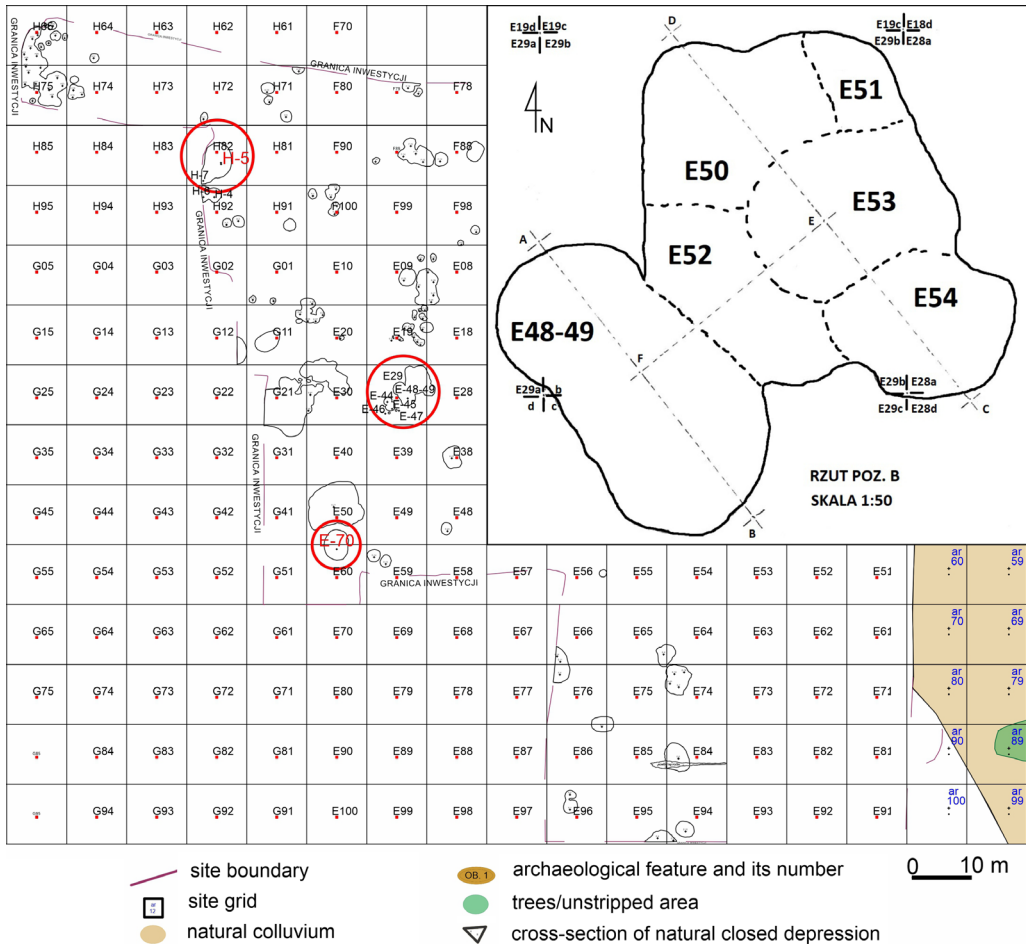 H66 H64 H63 H62 H61 F70
GRANICA INWESTYCJI
GRANICA INWESTYCJI
GRANICA INWESTYCJI
H75 H74 H73 H72 H71 F80 F79 F78
H85 H84 H83 H82 H81 F90 F89 F88
H-5
H-7
H-6 H-4
H95 H94 H93 H92 H91 F100 F99 F98
GRANICA INWESTYCJI
G05 G04 G03 G02 G01 E10 E09 E08
G15 G14 G13 G12 G11 E20 E19 E18
G25 G24 G23 G22 G21 E30 E29 E28
E-48-49
E-44
E-45
E-46
E-47
G35 G34 G33 G32 G31 E40 E39 E38
GRANICA INWESTYCJI
G45 G44 G43 G42 G41 E50 E49 E48
E-70
GRANICA INWESTYCJI
G55 G54 G53 G52 G51 E60 E59 E58 E57 E56 E55 E54 E53 E52 E51
G65 G64 G63 G62 G61 E70 E69 E68 E67 E66 E65 E64 E63 E62 E61
G75 G74 G73 G72 G71 E80 E79 E78 E77 E76 E75 E74 E73 E72 E71
G85 G84 G83 G82 G81 E90 E89 E88 E87 E86 E85 E84 E83 E82 E81
G94 G93 G92 G91 E100 E99 E98 E97 E96 E95 E94 E93 E92 E91
ar
60
ar
59
ar
70
ar
69
ar
80
ar
79
ar
90
ar
89
ar
100
ar
99
E19d E19c
E29a E29b
D
E19c E18d
E29b E28a
N
E51
E50
E53
E52
E
A
E54
E48-49
F
E29a b
d c
E29b E28a
E29c E28d
C
B
RZUT POZ. B
SKALA 1:50
0 10 m
site boundary
ar
12
site grid
natural colluvium
OB. 1
archaeological feature and its number
trees/unstripped area
cross-section of natural closed depression